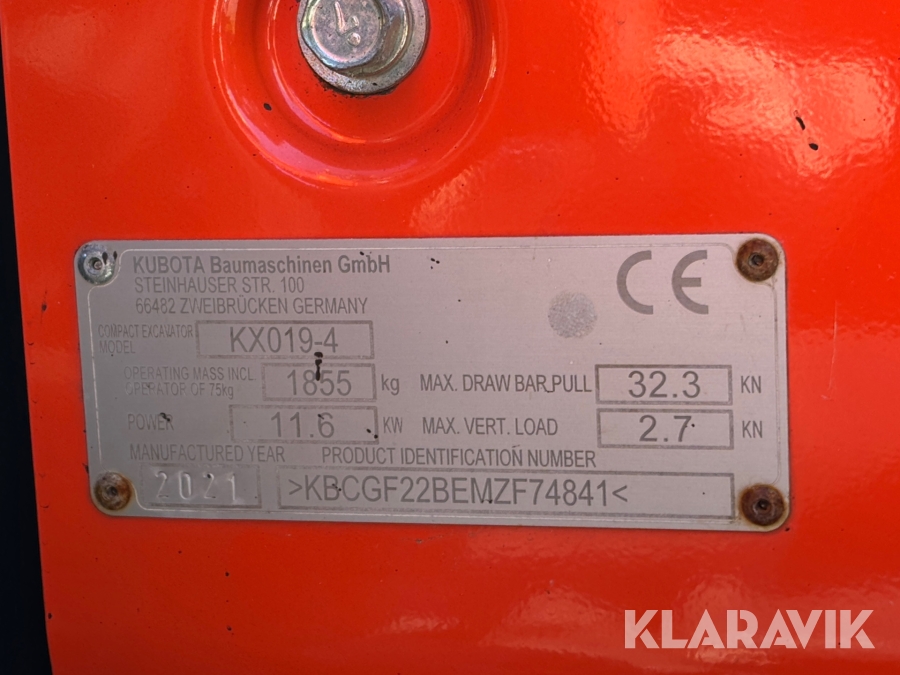 KUBOTA Baumaschinen GmbH
STEINHAUSER STR. 100
66482 ZWEIBRÜCKEN GERMANY
CE
COMPACT EXCAVATOR
MODEL KX019-4
OPERATING MASS INCL.
OPERATOR OF 75kg 1855 kg MAX. DRAW BAR PULL 32.3 KN
POWER 11.6 KW MAX. VERT. LOAD 2.7 KN
MANUFACTURED YEAR PRODUCT IDENTIFICATION NUMBER
2021 >KBCGF22BEMZF74841<
KLARAVIK